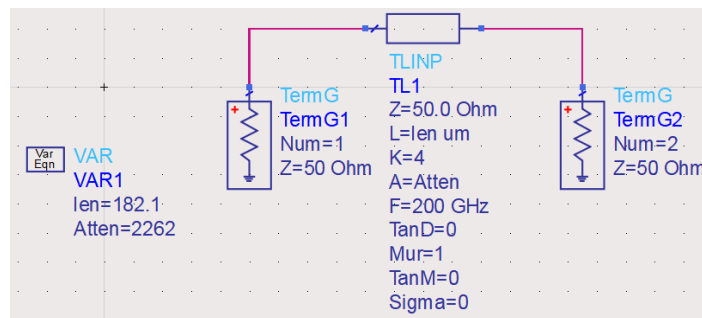 TLINP
TL1
Z=50.0 Ohm
L=len um
K=4
A=Atten
F=200 GHz
TanD=0
Mur=1
TanM=0
Sigma=0
+
TermG
TermG1
Num=1
Z=50 Ohm
+
TermG
TermG2
Num=2
Z=50 Ohm
Var
Eqn
VAR
VAR1
len=182.1
Atten=2262